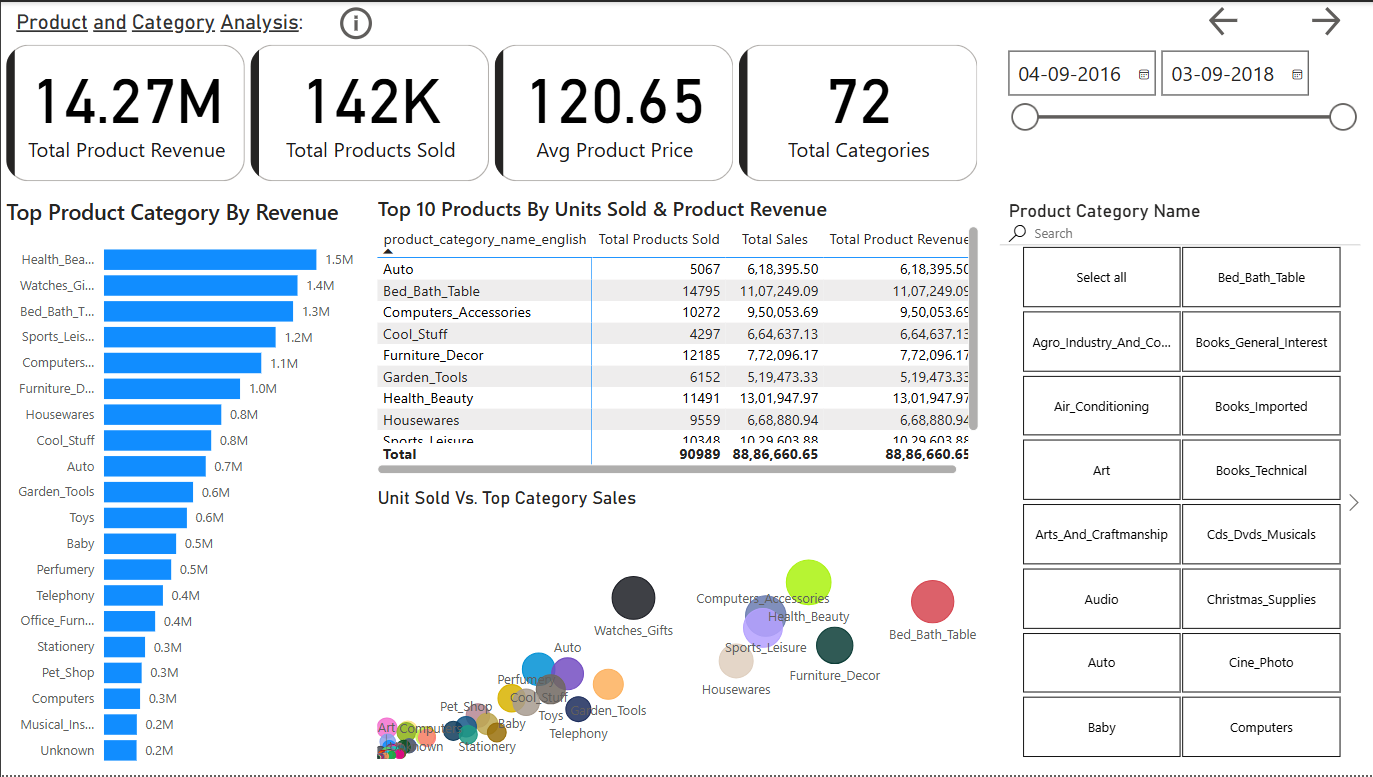 Product and Category Analysis:
14.27M
Total Product Revenue
142K
Total Products Sold
120.65
Avg Product Price
72
Total Categories
04-09-2016
03-09-2018
Top Product Category By Revenue
Health_Bea... 1.5M
Watches_Gi... 1.4M
Bed_Bath_T... 1.3M
Sports_Leis... 1.2M
Computers... 1.1M
Furniture_D... 1.0M
Housewares 0.8M
Cool_Stuff 0.8M
Auto 0.7M
Garden_Tools 0.6M
Toys 0.6M
Baby 0.5M
Perfumery 0.5M
Telephony 0.4M
Office_Furn... 0.4M
Stationery 0.3M
Pet_Shop 0.3M
Computers 0.3M
Musical_Ins... 0.2M
Unknown 0.2M
Top 10 Products By Units Sold & Product Revenue
product_category_name_english Total Products Sold Total Sales Total Product Revenue
Auto 5067 6,18,395.50 6,18,395.50
Bed_Bath_Table 14795 11,07,249.09 11,07,249.09
Computers_Accessories 10272 9,50,053.69 9,50,053.69
Cool_Stuff 4297 6,64,637.13 6,64,637.13
Furniture_Decor 12185 7,72,096.17 7,72,096.17
Garden_Tools 6152 5,19,473.33 5,19,473.33
Health_Beauty 11491 13,01,947.97 13,01,947.97
Housewares 9559 6,68,880.94 6,68,880.94
Sports_Leisure 10348 10,29,603.88 10,29,603.88
Total 90989 88,86,660.65 88,86,660.65
Unit Sold Vs. Top Category Sales
Computers_Accessories
Health_Beauty
Watches_Gifts
Bed_Bath_Table
Auto
Sports_Leisure
Furniture_Decor
Perfumery
Housewares
Cool_Stuff
Pet_Shop
Toys
Garden_Tools
Baby
Art
Computers
Telephony
Unknown
Stationery
Product Category Name
Search
Select all
Bed_Bath_Table
Agro_Industry_And_Co...
Books_General_Interest
Air_Conditioning
Books_Imported
Art
Books_Technical
Arts_And_Craftmanship
Cds_Dvds_Musicals
Audio
Christmas_Supplies
Auto
Cine_Photo
Baby
Computers